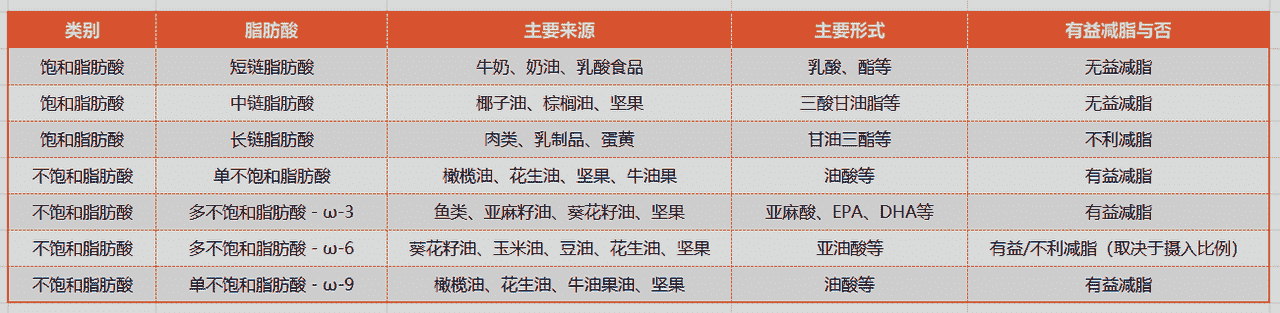 类别 脂肪酸 主要来源 主要形式 有益减脂与否
饱和脂肪酸 短链脂肪酸 牛奶、奶油、乳酸食品 乳酸、酯等 无益减脂
饱和脂肪酸 中链脂肪酸 椰子油、棕榈油、坚果 三酸甘油脂等 无益减脂
饱和脂肪酸 长链脂肪酸 肉类、乳制品、蛋黄 甘油三酯等 不利减脂
不饱和脂肪酸 单不饱和脂肪酸 橄榄油、花生油、坚果、牛油果 油酸等 有益减脂
不饱和脂肪酸 多不饱和脂肪酸 - ω-3 鱼类、亚麻籽油、葵花籽油、坚果 亚麻酸、EPA、DHA等 有益减脂
不饱和脂肪酸 多不饱和脂肪酸 - ω-6 葵花籽油、玉米油、豆油、花生油、坚果 亚油酸等 有益/不利减脂（取决于摄入比例）
不饱和脂肪酸 单不饱和脂肪酸 - ω-9 橄榄油、花生油、牛油果油、坚果 油酸等 有益减脂